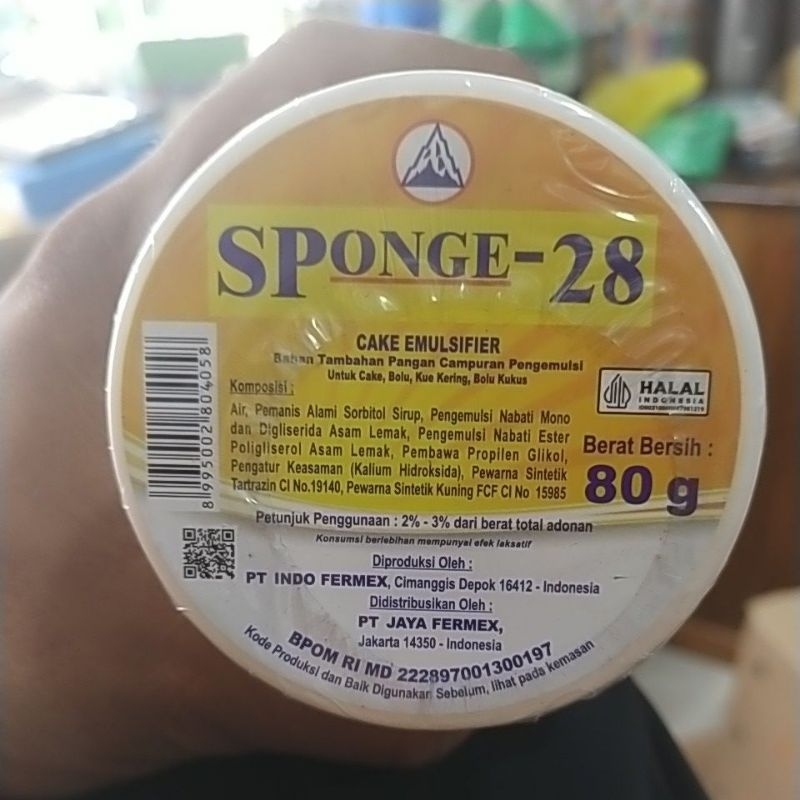 SPONGE-28
CAKE EMULSIFIER
Bahan Tambahan Pangan Campuran Pengemulsi
Untuk Cake, Bolu, Kue Kering, Bolu Kukus
Komposisi :
Air, Pemanis Alami Sorbitol Sirup, Pengemulsi Nabati Mono
dan Digliserida Asam Lemak, Pengemulsi Nabati Ester
Poligliserol Asam Lemak, Pembawa Propilen Glikol,
Pengatur Keasaman (Kalium Hidroksida), Pewarna Sintetik
Tartrazin CI No.19140, Pewarna Sintetik Kuning FCF CI No 15985
HALAL
INDONESIA
Berat Bersih :
80 g
8995002804058
Petunjuk Penggunaan : 2% - 3% dari berat total adonan
Konsumsi berlebihan mempunyai efek laksatif
Diproduksi Oleh :
PT INDO FERMEX, Cimanggis Depok 16412 - Indonesia
Didistribusikan Oleh :
PT JAYA FERMEX,
Jakarta 14350 - Indonesia
BPOM RI MD 222897001300197
Kode Produksi dan Baik Digunakan Sebelum, lihat pada kemasan